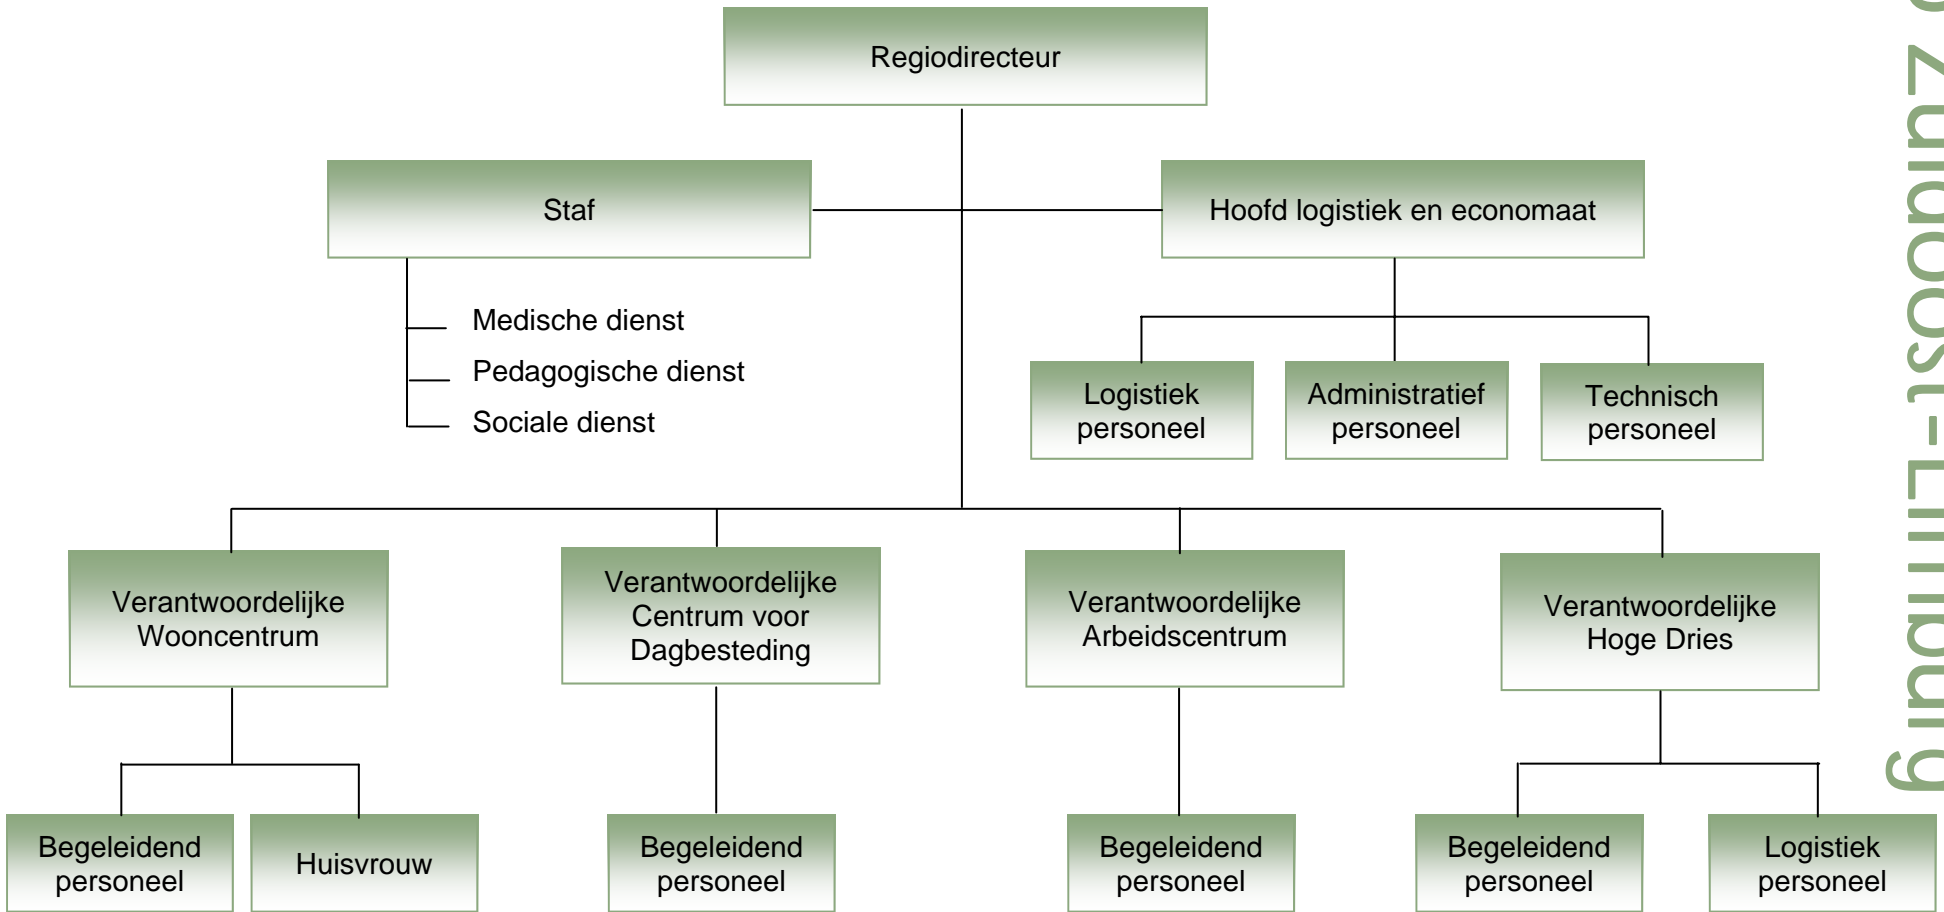 Regiodirecteur
Staf
Hoofd logistiek en economaat
Medische dienst
Pedagogische dienst
Sociale dienst
Logistiek
personeel
Administratief
personeel
Technisch
personeel
Verantwoordelijke
Wooncentrum
Verantwoordelijke
Centrum voor
Dagbesteding
Verantwoordelijke
Arbeidscentrum
Verantwoordelijke
Hoge Dries
Begeleidend
personeel
Huisvrouw
Begeleidend
personeel
Begeleidend
personeel
Begeleidend
personeel
Logistiek
personeel
Zuidoost-Limburg